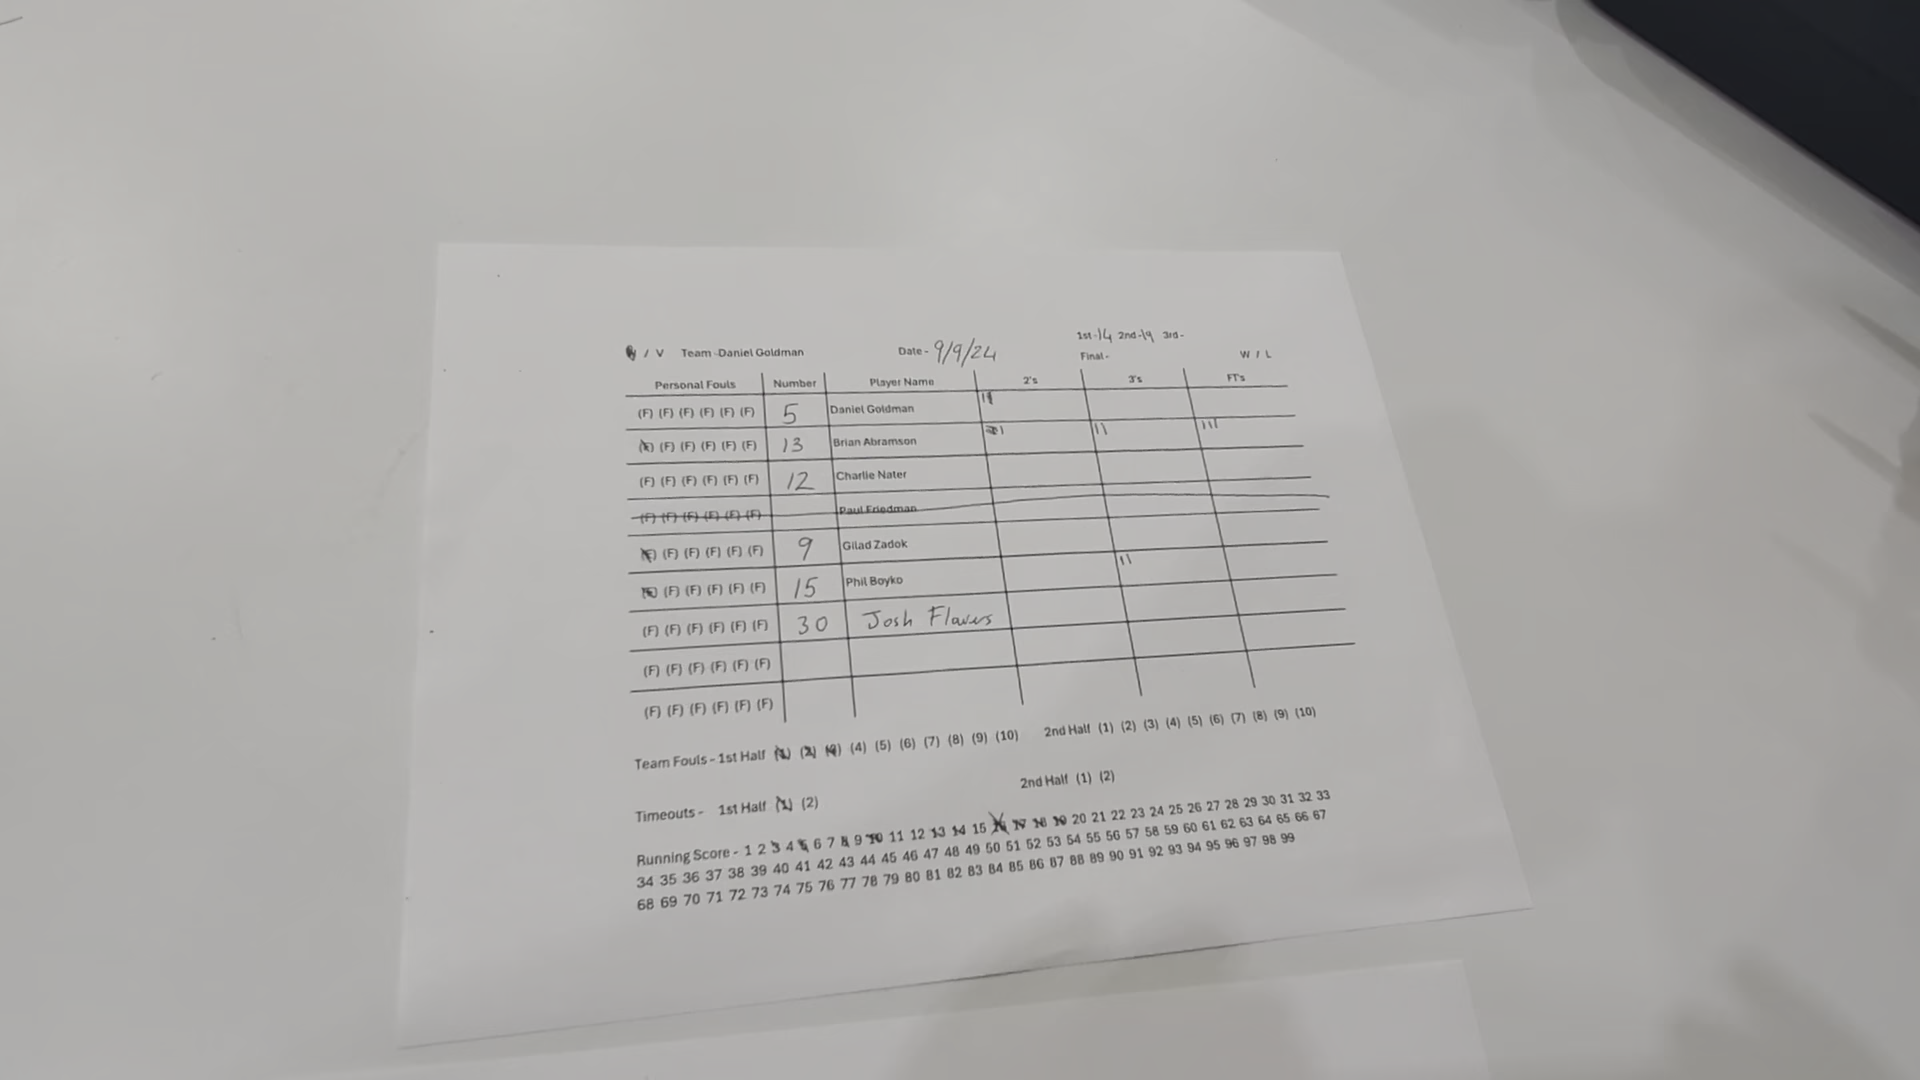 H / V Team -Daniel Goldman Date - 9/9/24 1st -14 2nd -19 3rd -
Final - W / L
Personal Fouls Number Player Name 2's 3's FT's
(F) (F) (F) (F) (F) (F) 5 Daniel Goldman
(F) (F) (F) (F) (F) (F) 13 Brian Abramson
(F) (F) (F) (F) (F) (F) 12 Charlie Nater
(F) (F) (F) (F) (F) (F) Paul Friedman
(F) (F) (F) (F) (F) (F) 9 Gilad Zadok
(F) (F) (F) (F) (F) (F) 15 Phil Boyko
(F) (F) (F) (F) (F) (F) 30 Josh Flowers
(F) (F) (F) (F) (F) (F)
(F) (F) (F) (F) (F) (F)
Team Fouls - 1st Half (1) (2) (3) (4) (5) (6) (7) (8) (9) (10) 2nd Half (1) (2) (3) (4) (5) (6) (7) (8) (9) (10)
Timeouts - 1st Half (1) (2) 2nd Half (1) (2)
Running Score - 1 2 3 4 5 6 7 8 9 10 11 12 13 14 15 16 17 18 19 20 21 22 23 24 25 26 27 28 29 30 31 32 33
34 35 36 37 38 39 40 41 42 43 44 45 46 47 48 49 50 51 52 53 54 55 56 57 58 59 60 61 62 63 64 65 66 67
68 69 70 71 72 73 74 75 76 77 78 79 80 81 82 83 84 85 86 87 88 89 90 91 92 93 94 95 96 97 98 99